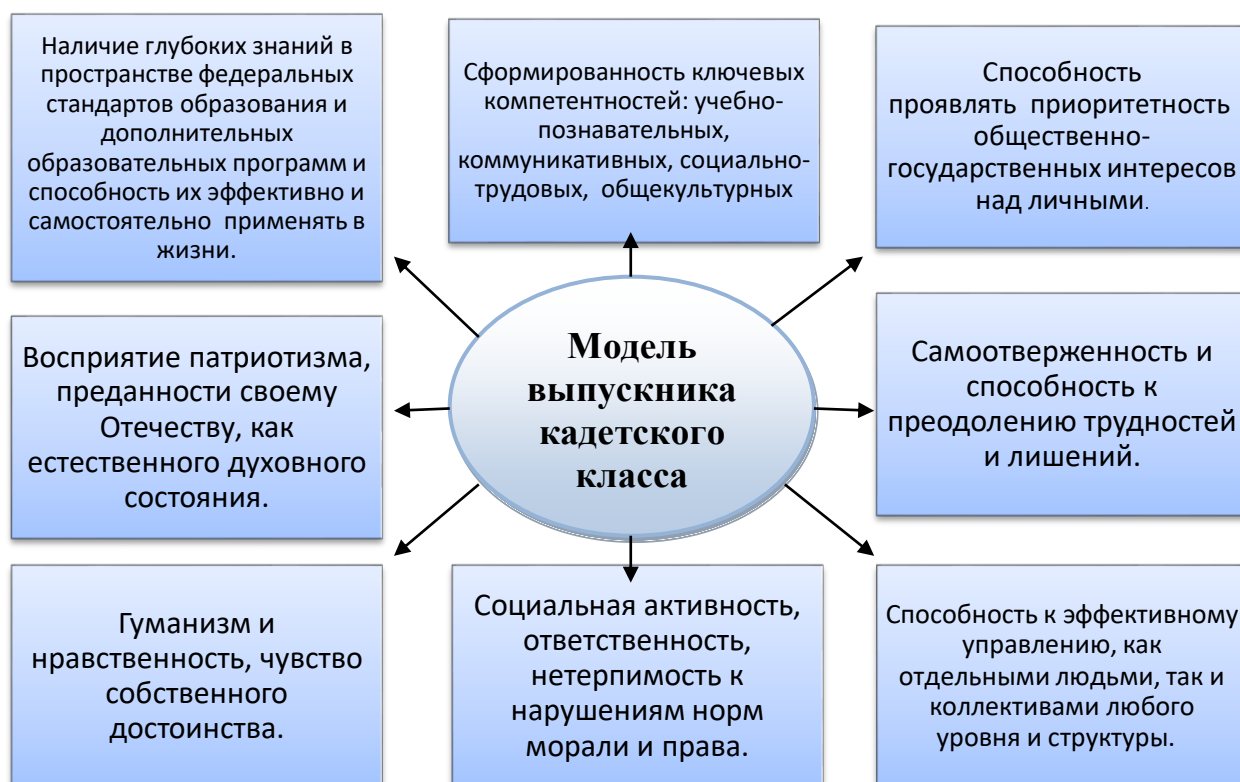 Наличие глубоких знаний в
пространстве федеральных
стандартов образования и
дополнительных
образовательных программ и
способность их эффективно и
самостоятельно применять в
жизни.
Сформированность ключевых
компетентностей: учебно-
познавательных,
коммуникативных, социально-
трудовых, общекультурных
Способность
проявлять приоритетность
общественно-
государственных интересов
над личными.
Восприятие патриотизма,
преданности своему
Отечеству, как
естественного духовного
состояния.
Модель
выпускника
кадетского
класса
Самоотверженность и
способность к
преодолению трудностей
и лишений.
Гуманизм и
нравственность, чувство
собственного
достоинства.
Социальная активность,
ответственность,
нетерпимость к
нарушениям норм
морали и права.
Способность к эффективному
управлению, как
отдельными людьми, так и
коллективами любого
уровня и структуры.